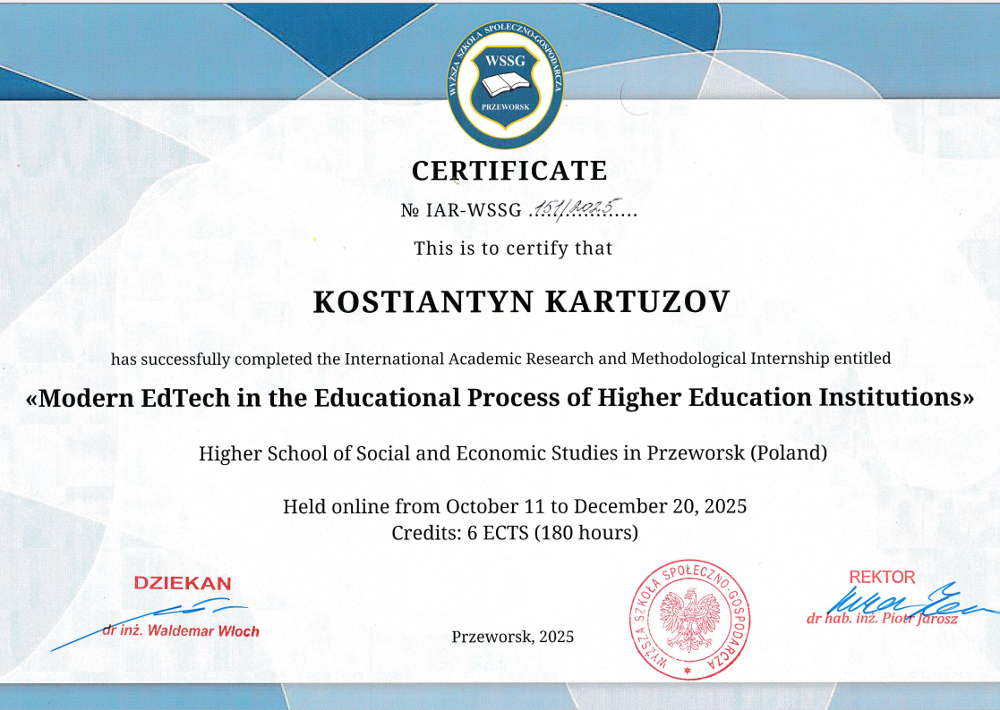 WYŻSZA SZKOŁA SPOŁECZNO-GOSPODARCZA
WSSG
PRZEWORSK
CERTIFICATE
№ IAR-WSSG 151/2025
This is to certify that
KOSTIANTYN KARTUZOV
has successfully completed the International Academic Research and Methodological Internship entitled
«Modern EdTech in the Educational Process of Higher Education Institutions»
Higher School of Social and Economic Studies in Przeworsk (Poland)
Held online from October 11 to December 20, 2025
Credits: 6 ECTS (180 hours)
DZIEKAN
dr inż. Waldemar Włoch
Przeworsk, 2025
WYŻSZA SZKOŁA SPOŁECZNO-GOSPODARCZA
REKTOR
dr hab. inż. Piotr Jarosz